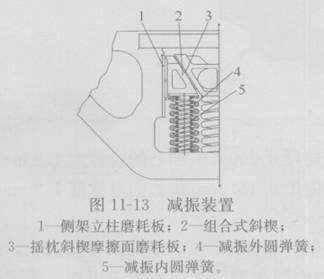 1 2 3
4
5
图 11-13 减振装置
1—侧架立柱磨耗板；2—组合式斜楔；
3—摇枕斜楔摩擦面磨耗板；4—减振外圆弹簧；
5—减振内圆弹簧。